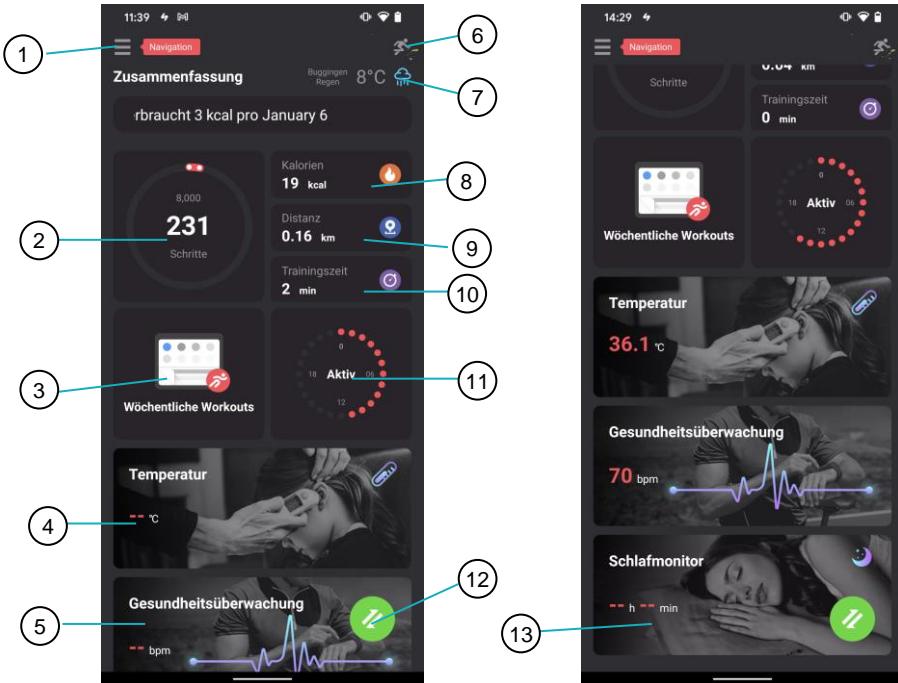 11:39
Navigation
Zusammenfassung
Buggingen
Regen
8°C
rbraucht 3 kcal pro January 6
8,000
231
Schritte
Kalorien
19 kcal
Distanz
0.16 km
Trainingszeit
2 min
Wöchentliche Workouts
0
18 Aktiv 06
12
Temperatur
-- °C
Gesundheitsüberwachung
-- bpm
1
2
3
4
5
6
7
8
9
10
11
12
13
14:29
Navigation
Schritte
0.04 km
Trainingszeit
0 min
Wöchentliche Workouts
0
18 Aktiv 06
12
Temperatur
36.1 °C
Gesundheitsüberwachung
70 bpm
Schlafmonitor
-- h -- min